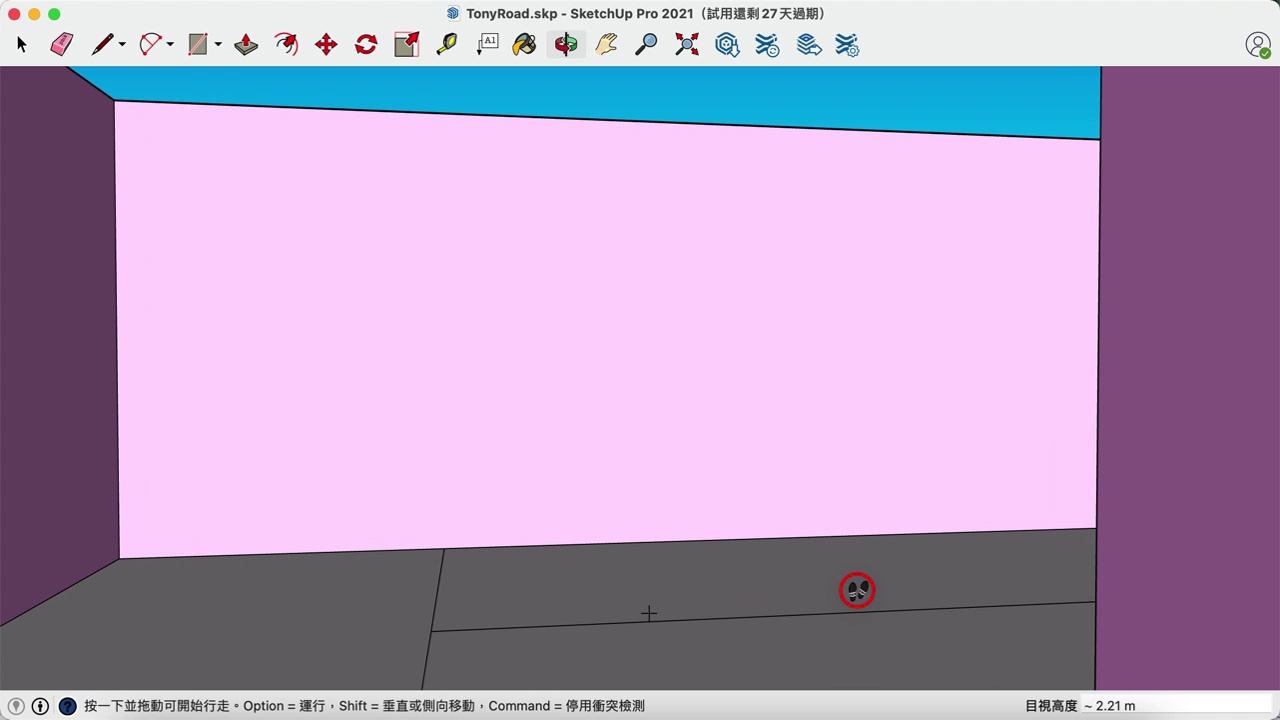 TonyRoad.skp - SketchUp Pro 2021（試用還剩 27 天過期）
A1
按一下並拖動可開始行走。Option = 運行，Shift = 垂直或側向移動，Command = 停用衝突檢測
目視高度 ~ 2.21 m